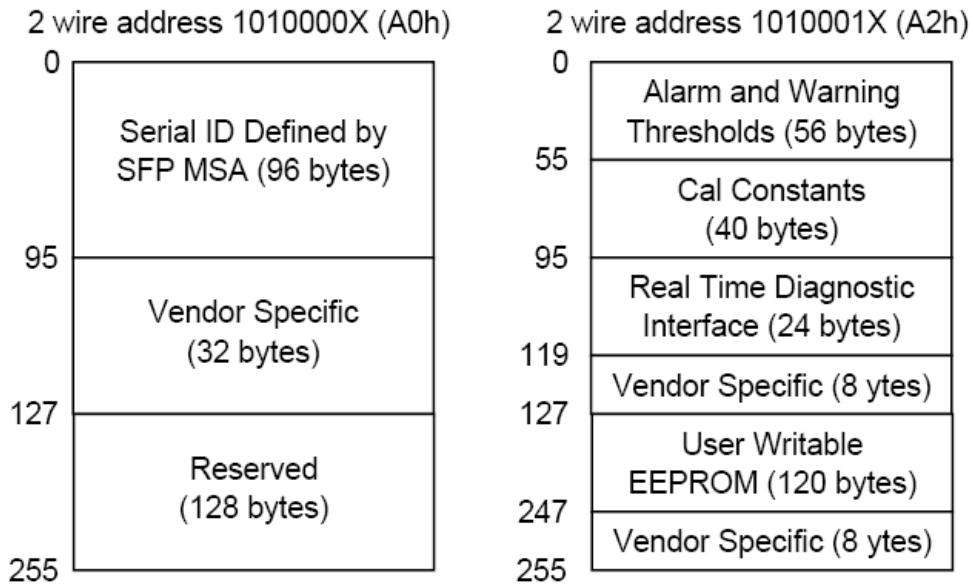 2 wire address 1010000X (A0h)
0
Serial ID Defined by
SFP MSA (96 bytes)
95
Vendor Specific
(32 bytes)
127
Reserved
(128 bytes)
255
2 wire address 1010001X (A2h)
0
Alarm and Warning
Thresholds (56 bytes)
55
Cal Constants
(40 bytes)
95
Real Time Diagnostic
Interface (24 bytes)
119
Vendor Specific (8 ytes)
127
User Writable
EEPROM (120 bytes)
247
Vendor Specific (8 ytes)
255